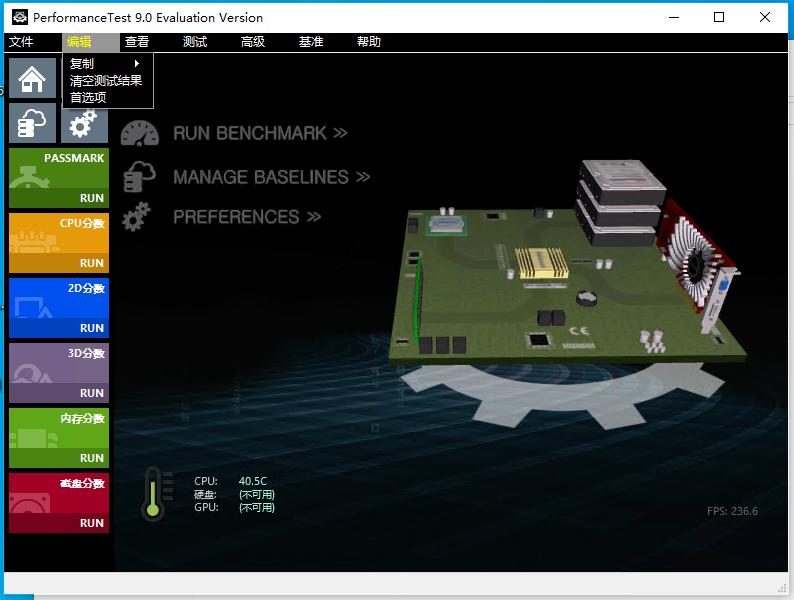 PerformanceTest 9.0 Evaluation Version
文件 编辑 查看 测试 高级 基准 帮助
复制
清空测试结果
首选项
RUN BENCHMARK >>
MANAGE BASELINES >>
PREFERENCES >>
PASSMARK
RUN
CPU分数
RUN
2D分数
RUN
3D分数
RUN
内存分数
RUN
磁盘分数
RUN
CPU: 40.5C
硬盘: (不可用)
GPU: (不可用)
FPS: 236.6
CE